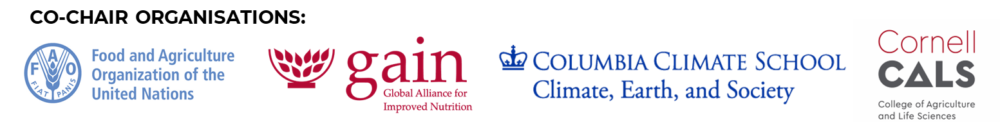 CO-CHAIR ORGANISATIONS:
FAO
FIAT PANIS
Food and Agriculture
Organization of the
United Nations
gain
Global Alliance for
Improved Nutrition
COLUMBIA CLIMATE SCHOOL
Climate, Earth, and Society
Cornell
CALS
College of Agriculture
and Life Sciences